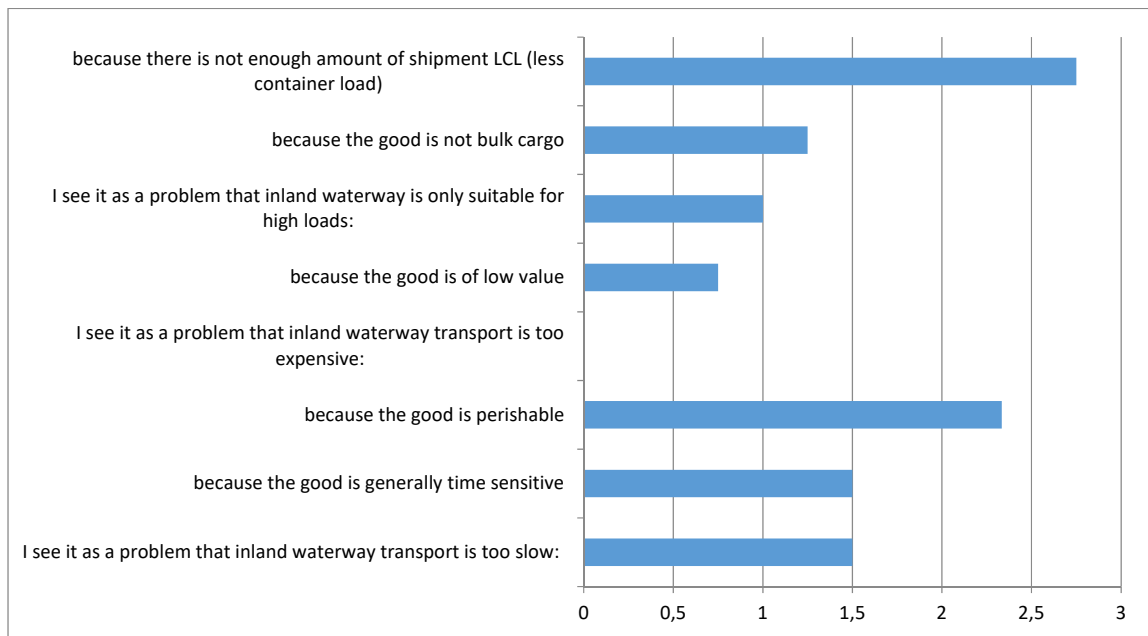 because there is not enough amount of shipment LCL (less
container load)
because the good is not bulk cargo
I see it as a problem that inland waterway is only suitable for
high loads:
because the good is of low value
I see it as a problem that inland waterway transport is too
expensive:
because the good is perishable
because the good is generally time sensitive
I see it as a problem that inland waterway transport is too slow:
0 0,5 1 1,5 2 2,5 3